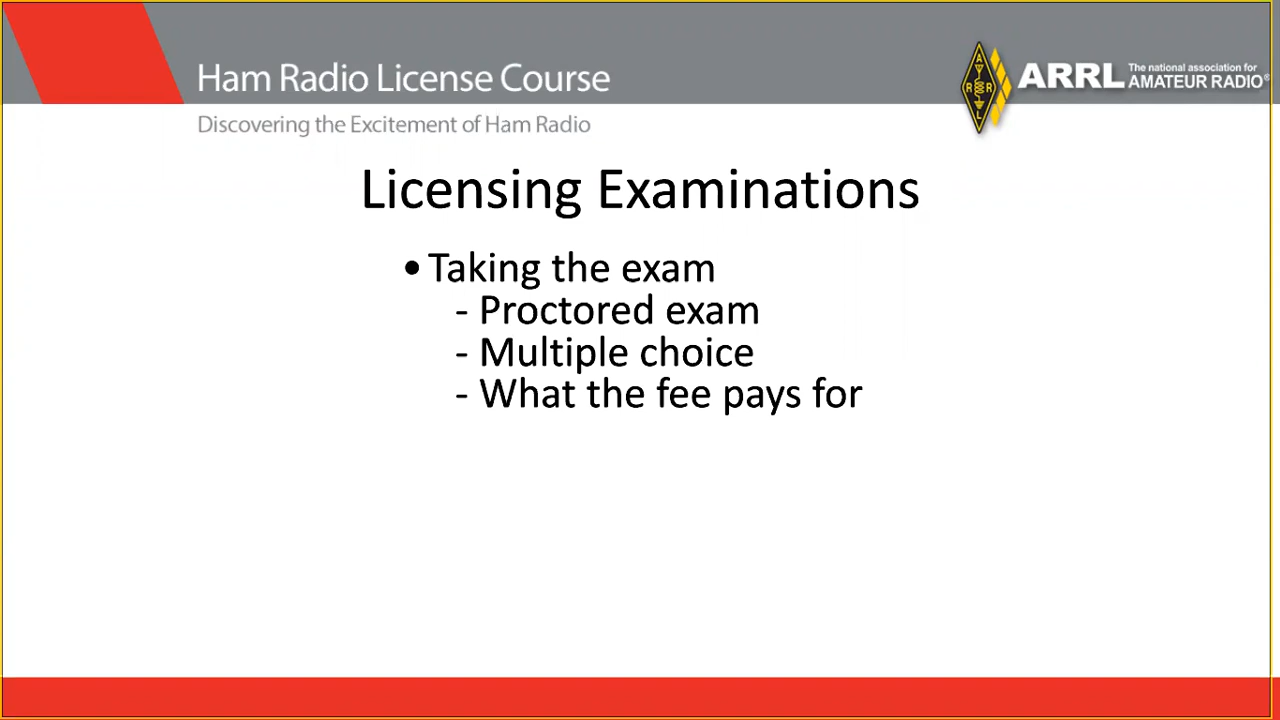 Ham Radio License Course
ARRL The national association for
AMATEUR RADIO®
Discovering the Excitement of Ham Radio
Licensing Examinations
• Taking the exam
- Proctored exam
- Multiple choice
- What the fee pays for